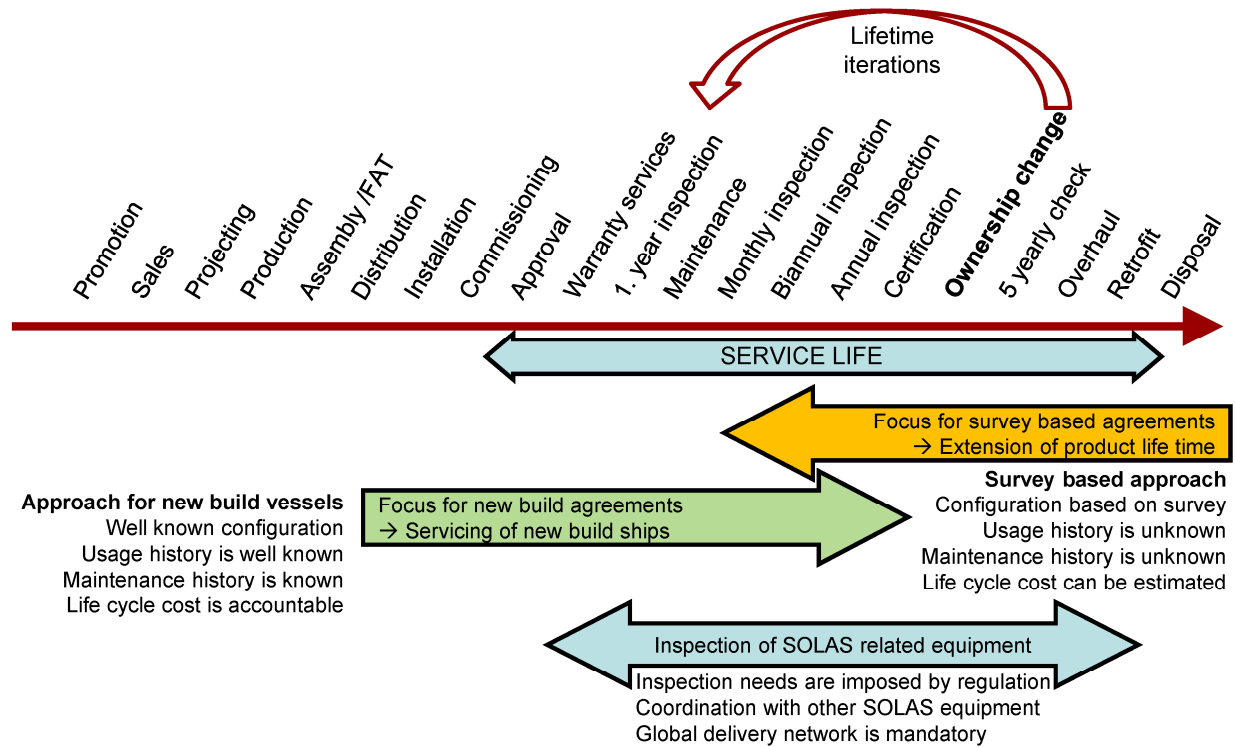 Lifetime
iterations
Promotion
Sales
Projecting
Production
Assembly /FAT
Distribution
Installation
Commissioning
Approval
Warranty services
1. year inspection
Maintenance
Monthly inspection
Biannual inspection
Annual inspection
Certification
Ownership change
5 yearly check
Overhaul
Retrofit
Disposal
SERVICE LIFE
Focus for survey based agreements
→ Extension of product life time
Approach for new build vessels
Well known configuration
Usage history is well known
Maintenance history is known
Life cycle cost is accountable
Focus for new build agreements
→ Servicing of new build ships
Survey based approach
Configuration based on survey
Usage history is unknown
Maintenance history is unknown
Life cycle cost can be estimated
Inspection of SOLAS related equipment
Inspection needs are imposed by regulation
Coordination with other SOLAS equipment
Global delivery network is mandatory